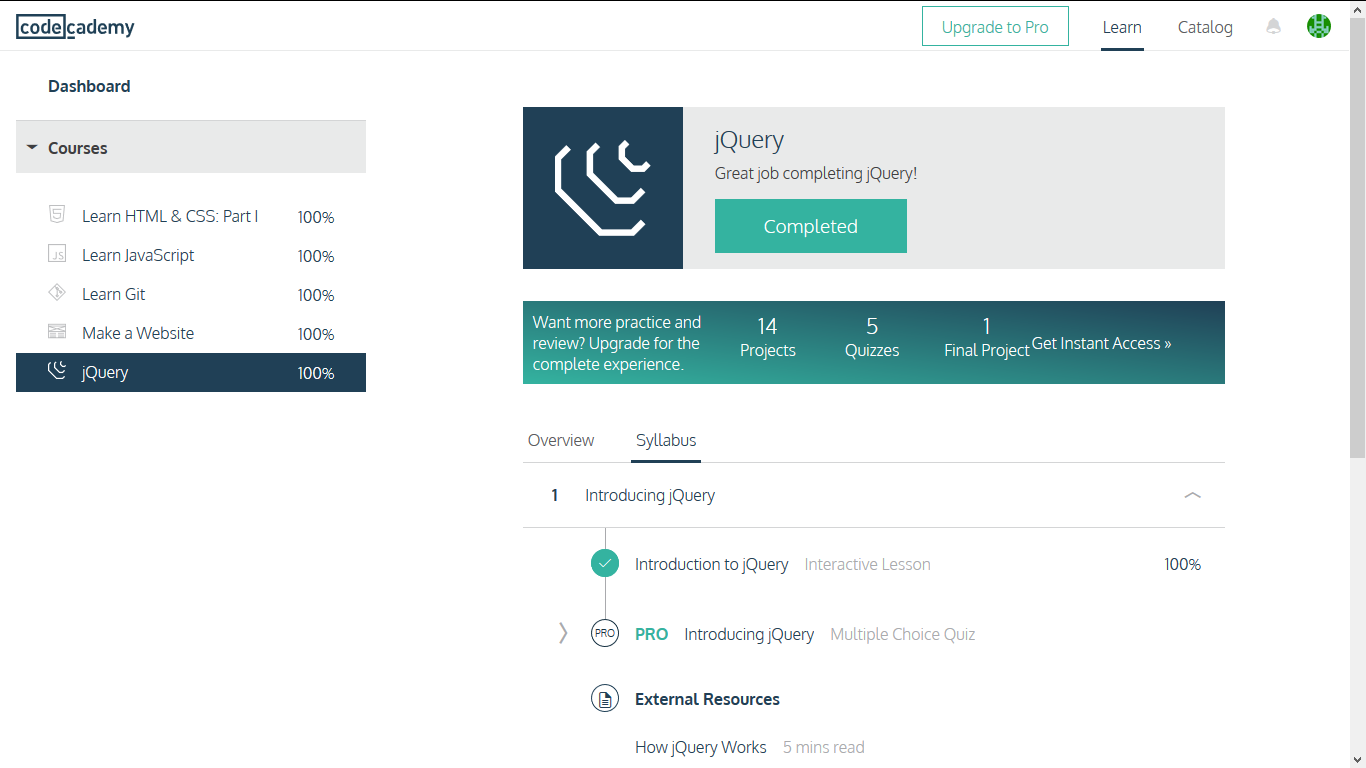 codecademy
Upgrade to Pro
Learn
Catalog
Dashboard
Courses
Learn HTML & CSS: Part I 100%
JS Learn JavaScript 100%
Learn Git 100%
Make a Website 100%
jQuery 100%
jQuery
Great job completing jQuery!
Completed
Want more practice and
review? Upgrade for the
complete experience.
14
Projects
5
Quizzes
1
Final Project
Get Instant Access »
Overview
Syllabus
1 Introducing jQuery
Introduction to jQuery Interactive Lesson 100%
PRO PRO Introducing jQuery Multiple Choice Quiz
External Resources
How jQuery Works 5 mins read